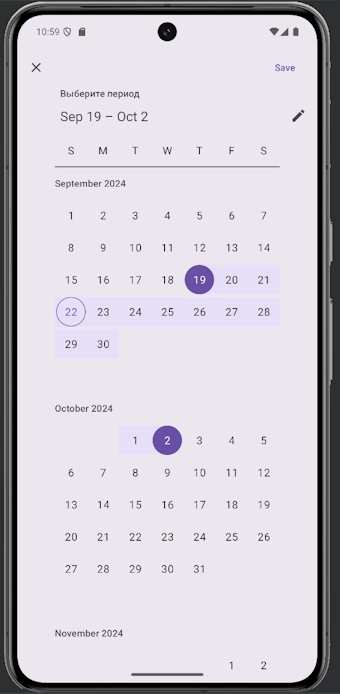 10:59
Save
Выберите период
Sep 19 – Oct 2
S M T W T F S
September 2024
1 2 3 4 5 6 7
8 9 10 11 12 13 14
15 16 17 18 19 20 21
22 23 24 25 26 27 28
29 30
October 2024
1 2 3 4 5
6 7 8 9 10 11 12
13 14 15 16 17 18 19
20 21 22 23 24 25 26
27 28 29 30 31
November 2024
1 2